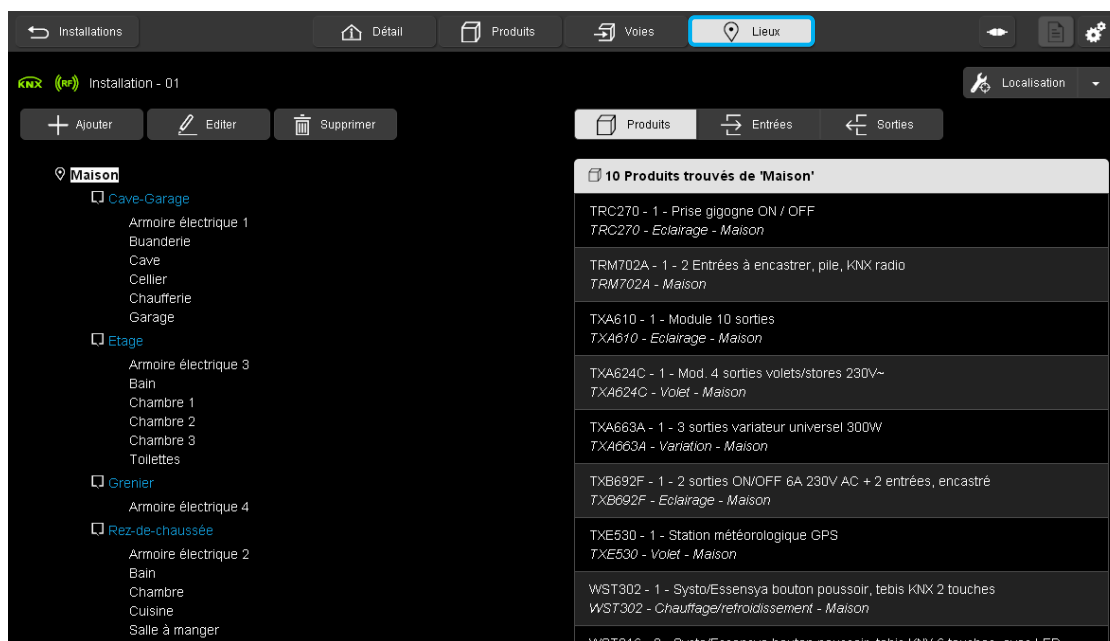 Installations
Détail
Produits
Voies
Lieux
KNX (RF) Installation - 01
Localisation
Ajouter
Editer
Supprimer
Produits
Entrées
Sorties
Maison
Cave-Garage
Armoire électrique 1
Buanderie
Cave
Cellier
Chaufferie
Garage
Etage
Armoire électrique 3
Bain
Chambre 1
Chambre 2
Chambre 3
Toilettes
Grenier
Armoire électrique 4
Rez-de-chaussée
Armoire électrique 2
Bain
Chambre
Cuisine
Salle à manger
10 Produits trouvés de 'Maison'
TRC270 - 1 - Prise gigogne ON / OFF
TRC270 - Eclairage - Maison
TRM702A - 1 - 2 Entrées à encastrer, pile, KNX radio
TRM702A - Maison
TXA610 - 1 - Module 10 sorties
TXA610 - Eclairage - Maison
TXA624C - 1 - Mod. 4 sorties volets/stores 230V~
TXA624C - Volet - Maison
TXA663A - 1 - 3 sorties variateur universel 300W
TXA663A - Variation - Maison
TXB692F - 1 - 2 sorties ON/OFF 6A 230V AC + 2 entrées, encastré
TXB692F - Eclairage - Maison
TXE530 - 1 - Station météorologique GPS
TXE530 - Volet - Maison
WST302 - 1 - Systo/Essensya bouton poussoir, tebis KNX 2 touches
WST302 - Chauffage/refroidissement - Maison